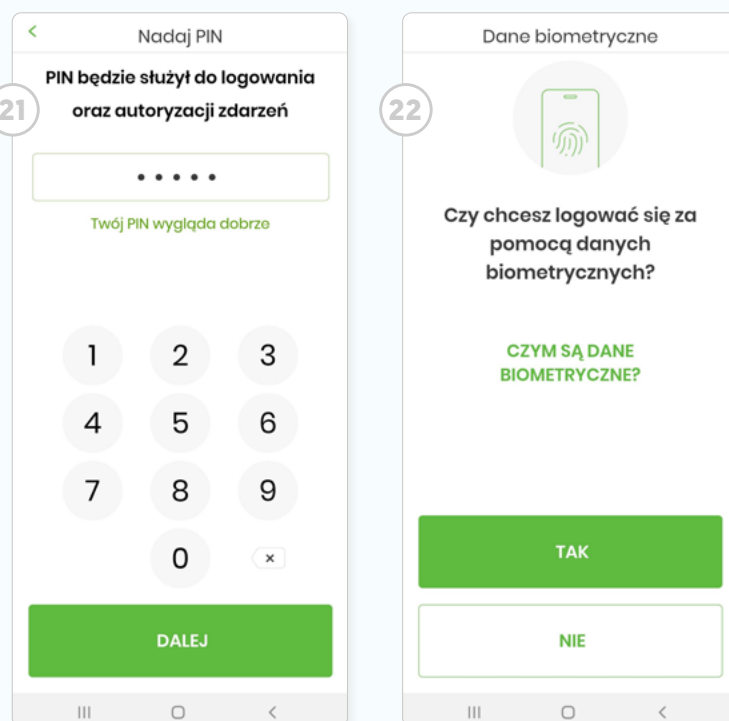 Nadaj PIN
21
PIN będzie służył do logowania
oraz autoryzacji zdarzeń
Twój PIN wygląda dobrze
1 2 3
4 5 6
7 8 9
0
DALEJ
Dane biometryczne
22
Czy chcesz logować się za
pomocą danych
biometrycznych?
CZYM SĄ DANE
BIOMETRYCZNE?
TAK
NIE